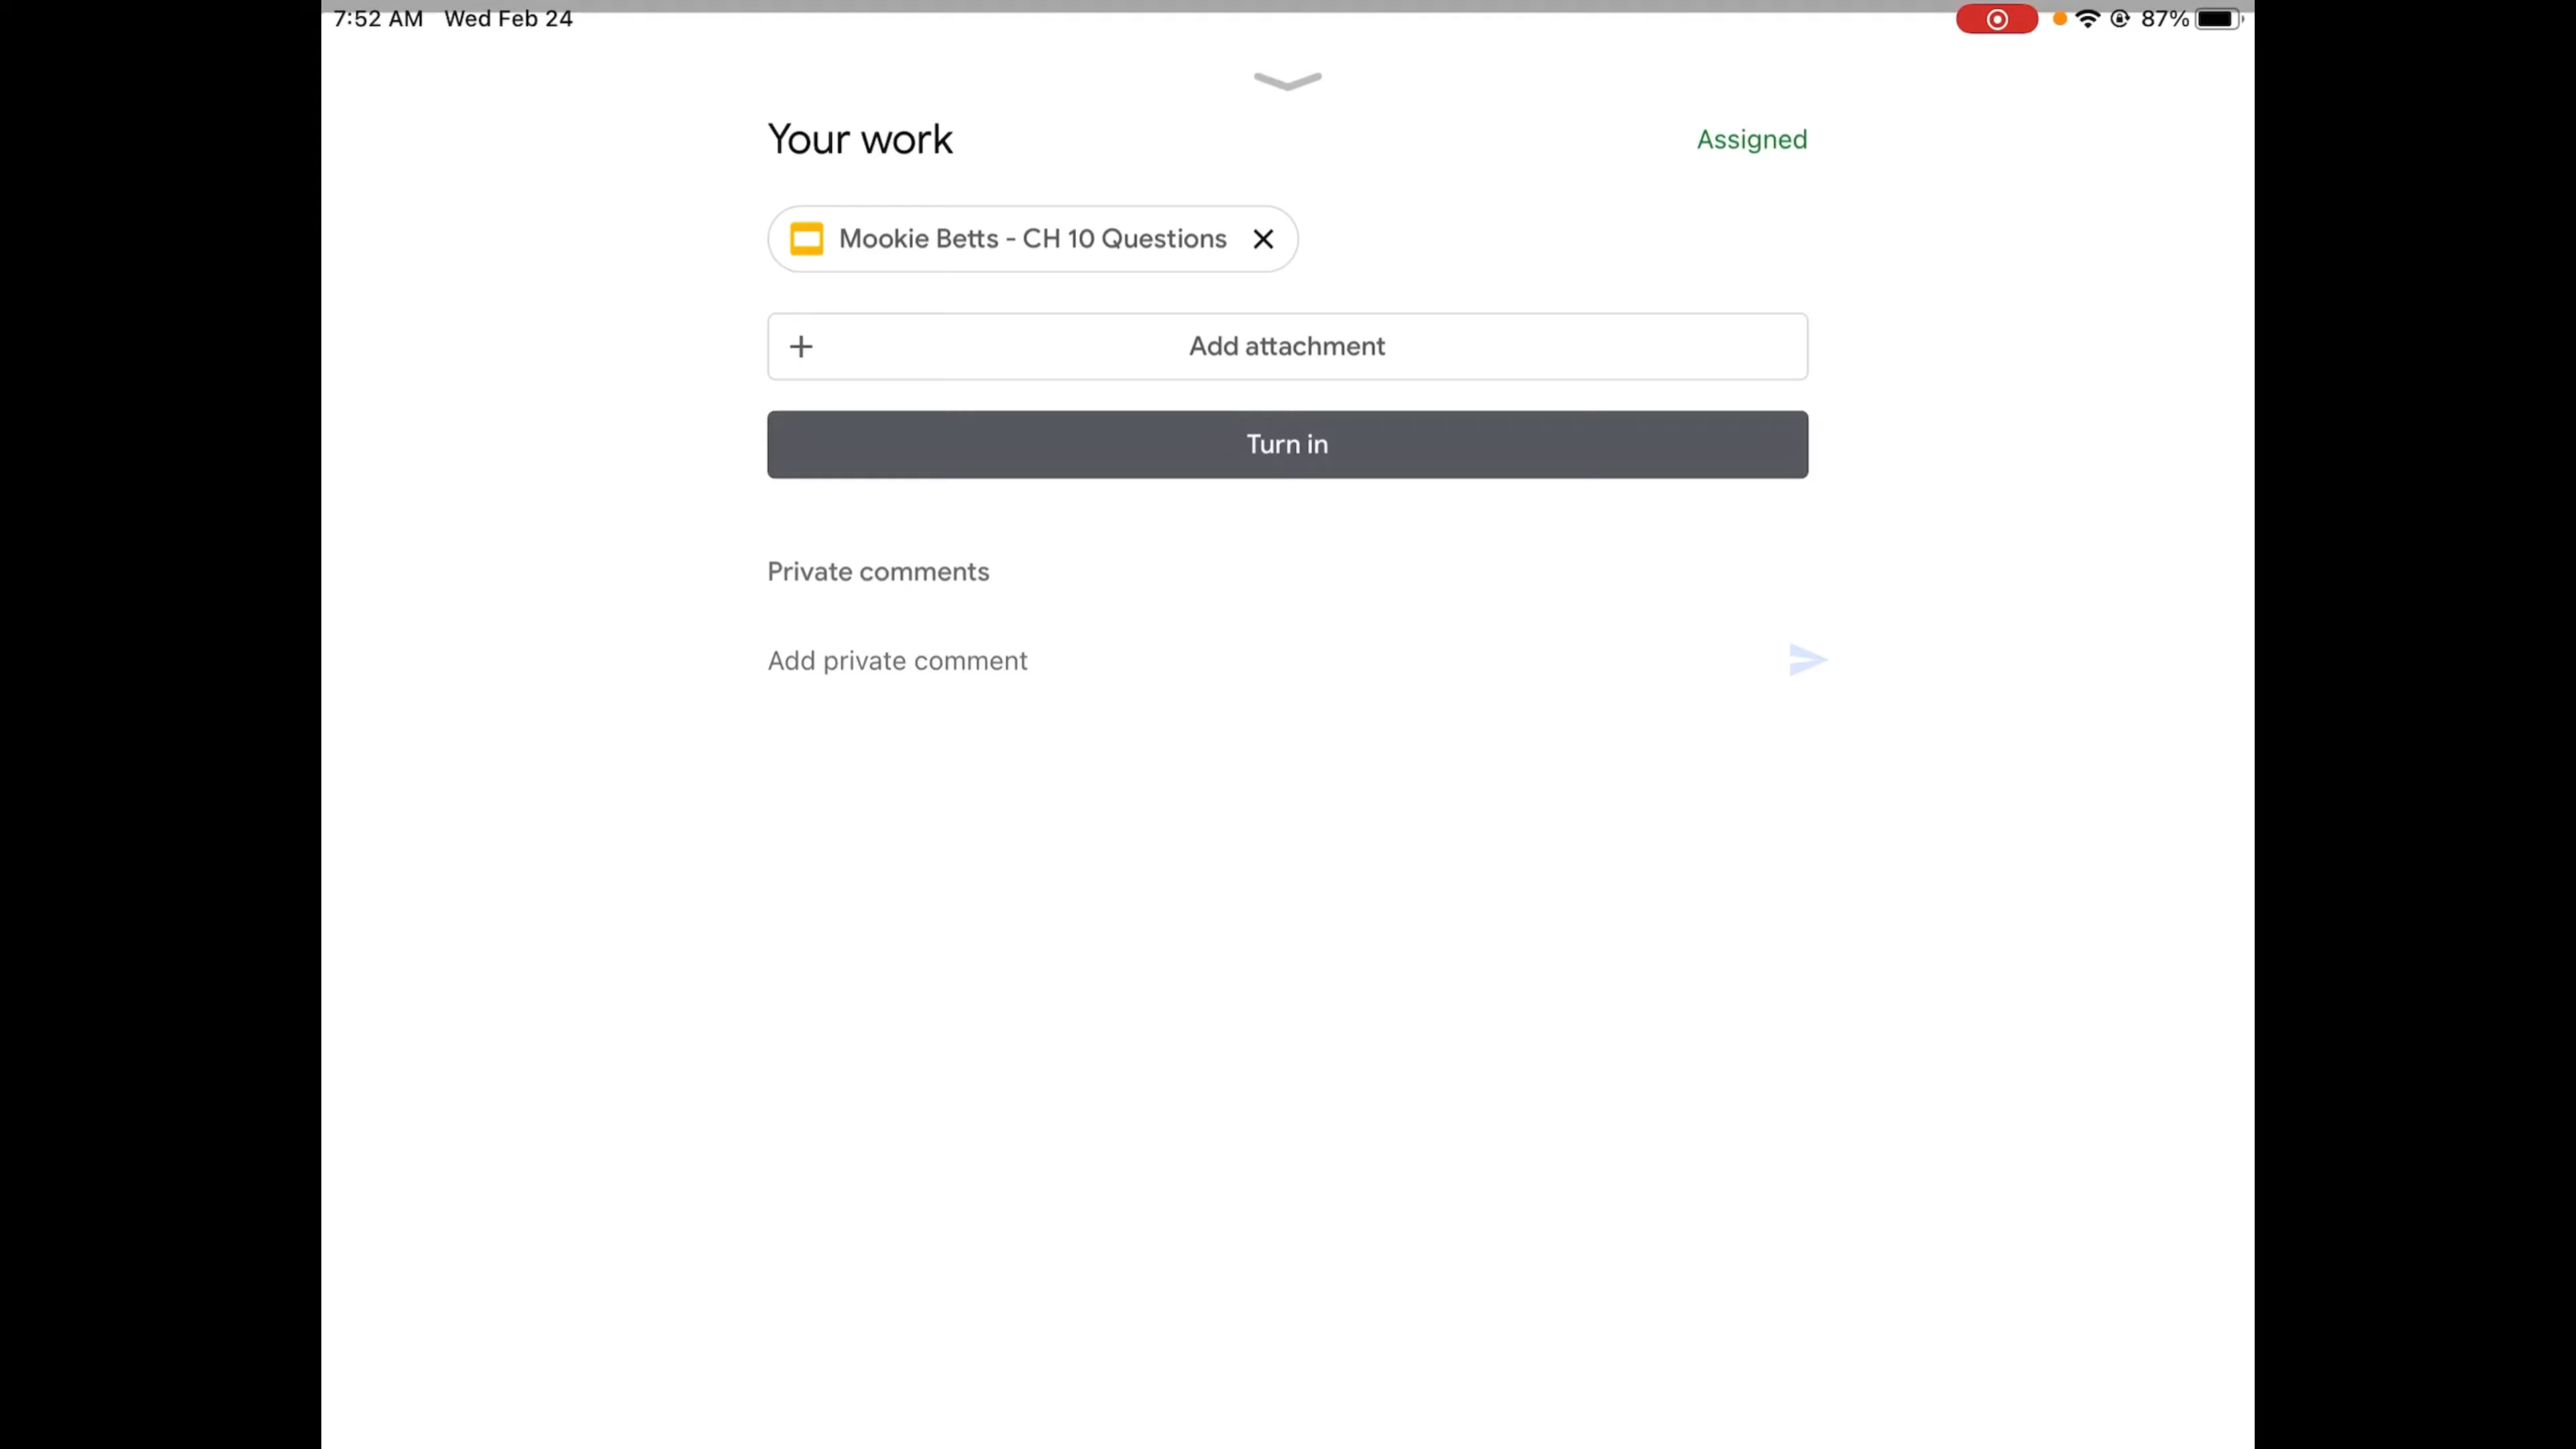 7:52 AM Wed Feb 24
87%
Your work
Assigned
Mookie Betts - CH 10 Questions
Add attachment
Turn in
Private comments
Add private comment